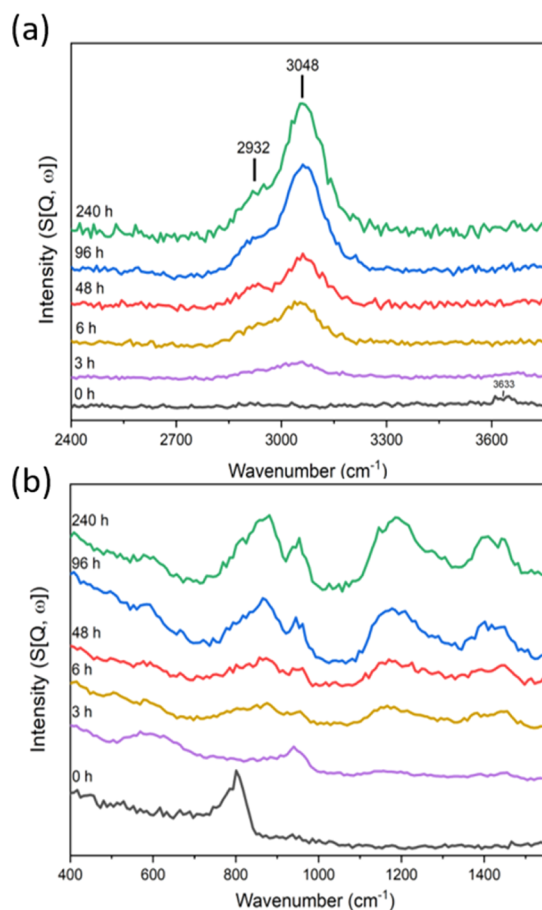 (a)
3048
2932
240 h
96 h
48 h
6 h
3 h
0 h
3633
Intensity (S[Q, ω])
2400 2700 3000 3300 3600
Wavenumber (cm-1)
(b)
240 h
96 h
48 h
6 h
3 h
0 h
Intensity (S[Q, ω])
400 600 800 1000 1200 1400
Wavenumber (cm-1)